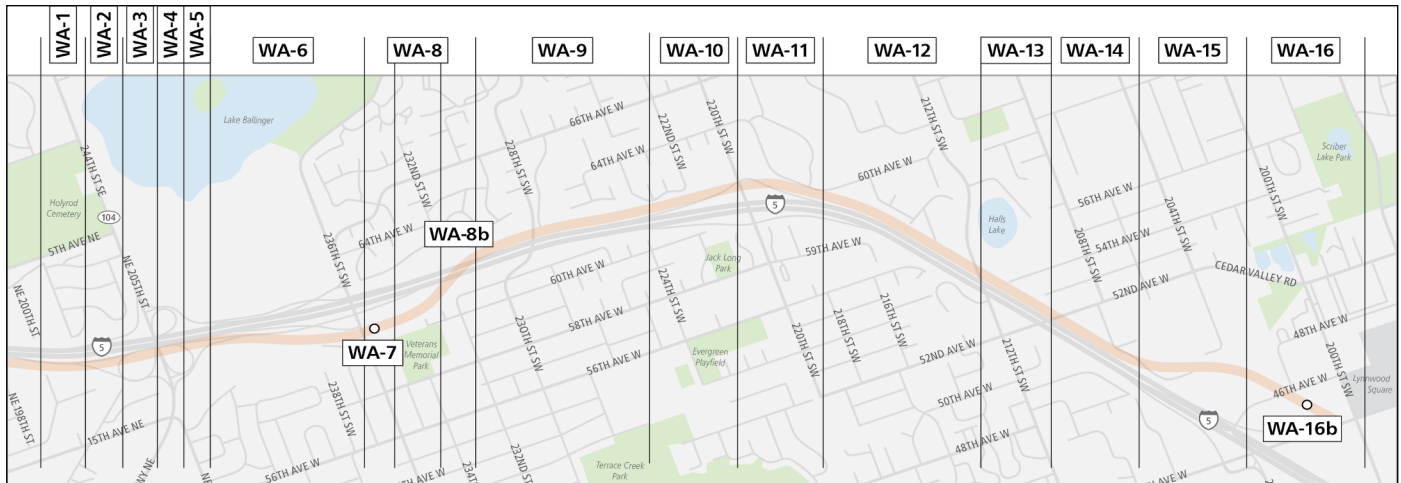 WA-1
WA-2
WA-3
WA-4
WA-5
WA-6
WA-8
WA-9
WA-10
WA-11
WA-12
WA-13
WA-14
WA-15
WA-16
Lake Ballinger
66TH AVE W
222ND ST SW
220TH ST SW
212TH ST SW
Scriber
Lake Park
244TH ST SE
232ND ST SW
228TH ST SW
64TH AVE W
60TH AVE W
56TH AVE W
200TH ST SW
Holyrod
Cemetery
104
5TH AVE NE
64TH AVE W
WA-8b
5
Halls
Lake
204TH ST SW
54TH AVE W
208TH ST SW
236TH ST SW
NE 205TH ST
60TH AVE W
Jack Long
Park
59TH AVE W
52ND AVE W
CEDAR VALLEY RD
NE 200TH ST
224TH ST SW
216TH ST SW
218TH ST SW
58TH AVE W
230TH ST SW
220TH ST SW
48TH AVE W
5
WA-7
Veterans
Memorial
Park
56TH AVE W
Evergreen
Playfield
52ND AVE W
212TH ST SW
200TH ST SW
Lynnwood
Square
46TH AVE W
50TH AVE W
238TH ST SW
NE 198TH ST
15TH AVE NE
5
WA-16b
48TH AVE W
232ND ST
234T
56TH AVE W
Terrace Creek
Park
WY NE
NE
AVE W
AVE W